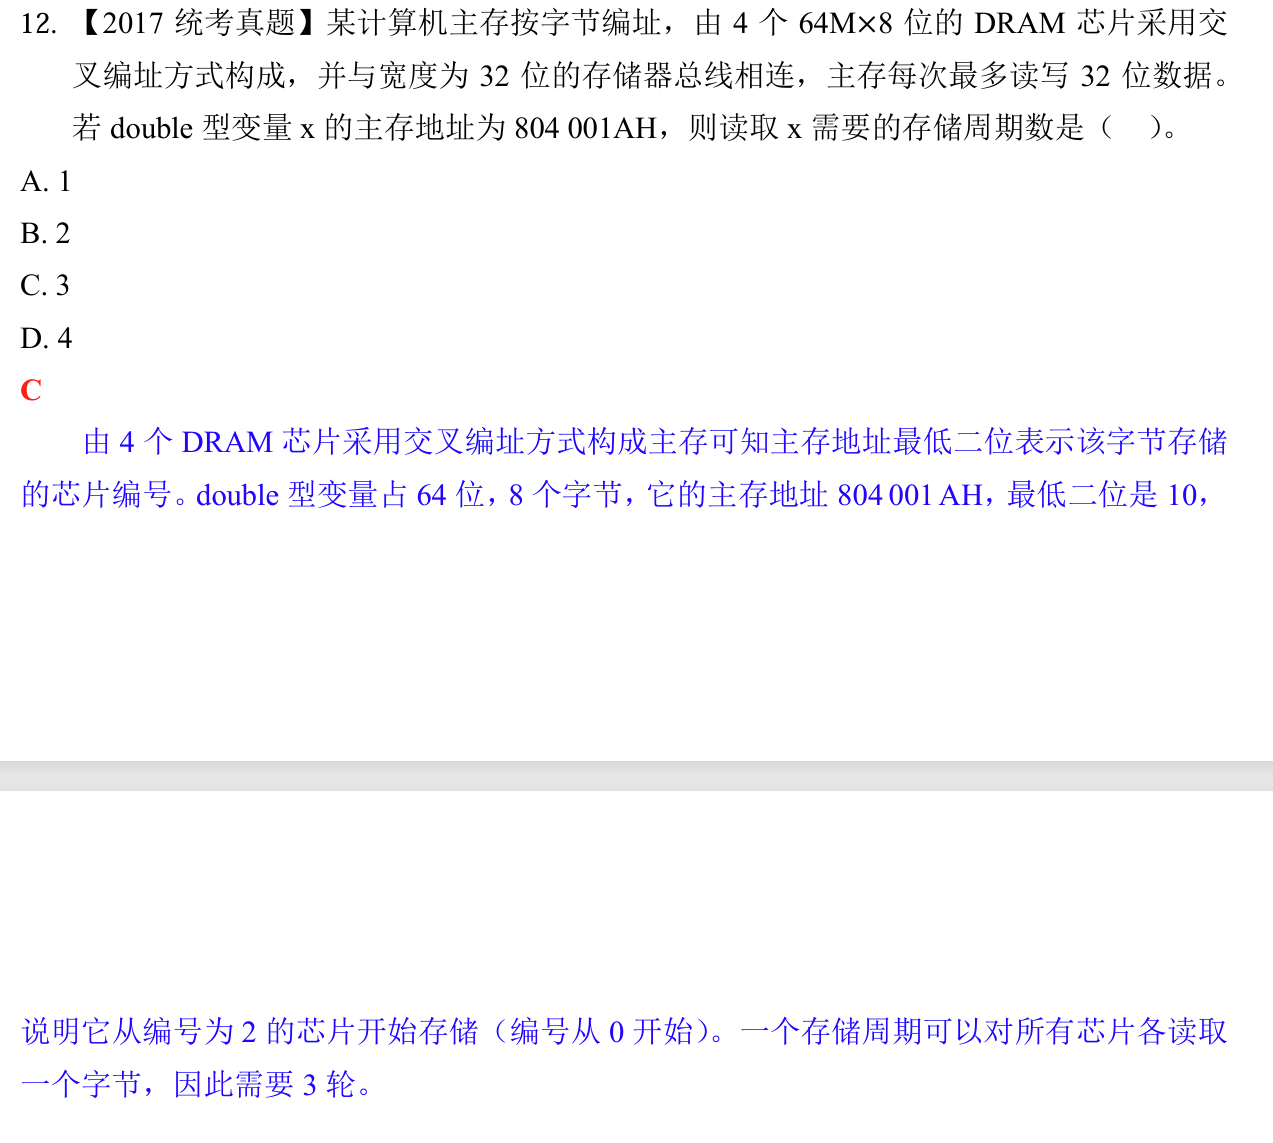 12. 【2017 统考真题】某计算机主存按字节编址，由 4 个 64M×8 位的 DRAM 芯片采用交
叉编址方式构成，并与宽度为 32 位的存储器总线相连，主存每次最多读写 32 位数据。
若 double 型变量 x 的主存地址为 804 001AH，则读取 x 需要的存储周期数是（　）。
A. 1
B. 2
C. 3
D. 4
C
由 4 个 DRAM 芯片采用交叉编址方式构成主存可知主存地址最低二位表示该字节存储
的芯片编号。double 型变量占 64 位，8 个字节，它的主存地址 804 001 AH，最低二位是 10，
说明它从编号为 2 的芯片开始存储（编号从 0 开始）。一个存储周期可以对所有芯片各读取
一个字节，因此需要 3 轮。